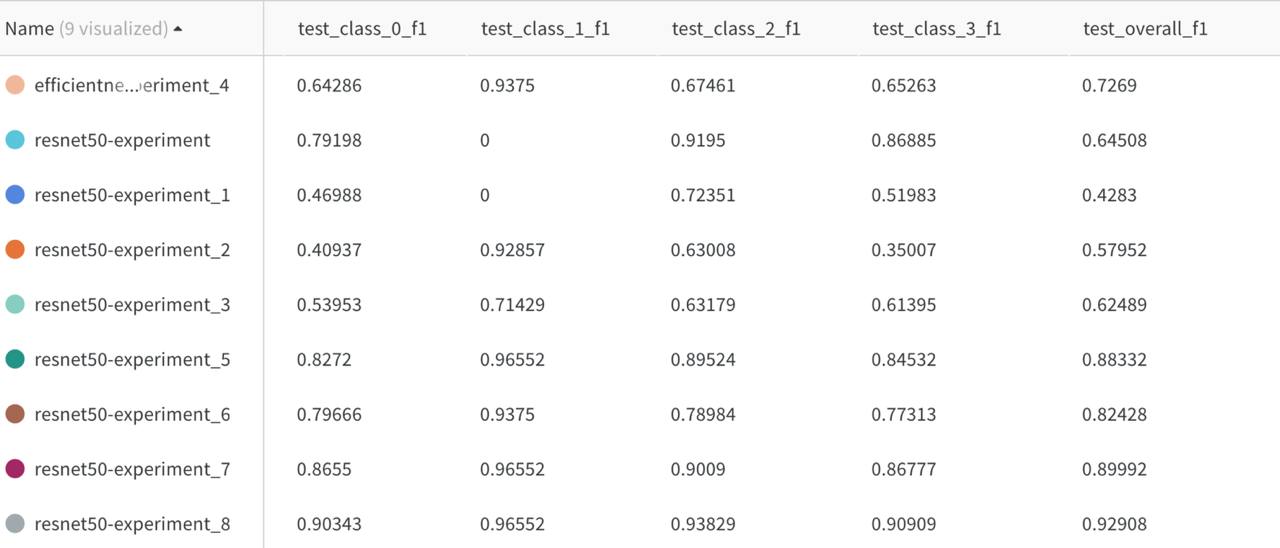 Name (9 visualized) test_class_0_f1 test_class_1_f1 test_class_2_f1 test_class_3_f1 test_overall_f1
efficientne...eriment_4 0.64286 0.9375 0.67461 0.65263 0.7269
resnet50-experiment 0.79198 0 0.9195 0.86885 0.64508
resnet50-experiment_1 0.46988 0 0.72351 0.51983 0.4283
resnet50-experiment_2 0.40937 0.92857 0.63008 0.35007 0.57952
resnet50-experiment_3 0.53953 0.71429 0.63179 0.61395 0.62489
resnet50-experiment_5 0.8272 0.96552 0.89524 0.84532 0.88332
resnet50-experiment_6 0.79666 0.9375 0.78984 0.77313 0.82428
resnet50-experiment_7 0.8655 0.96552 0.9009 0.86777 0.89992
resnet50-experiment_8 0.90343 0.96552 0.93829 0.90909 0.92908